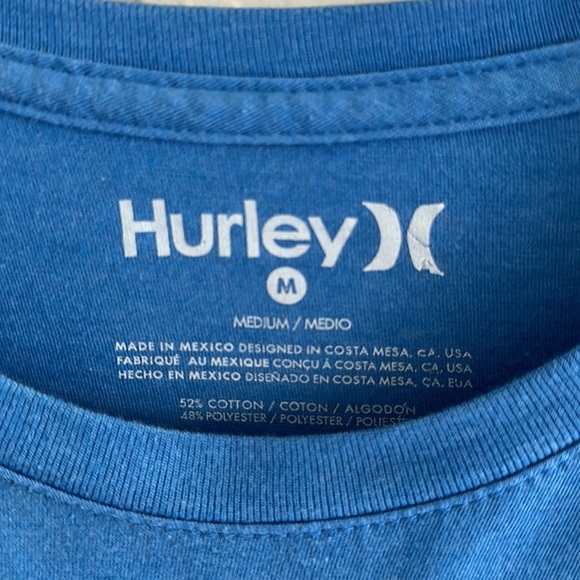 Hurley
M
MEDIUM / MEDIO
MADE IN MEXICO DESIGNED IN COSTA MESA, CA, USA
FABRIQUÉ AU MEXIQUE CONÇU À COSTA MESA, CA, USA
HECHO EN MEXICO DISEÑADO EN COSTA MESA, CA, EUA
52% COTTON / COTON / ALGODÓN
48% POLYESTER / POLYESTER /